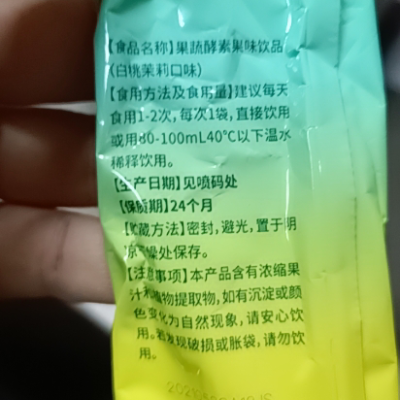 【食品名称】果蔬酵素果味饮品
（白桃茉莉口味）
【食用方法及食用量】建议每天
食用1-2次，每次1袋，直接饮用
或用80-100mL40°C以下温水
稀释饮用。
【生产日期】见喷码处
【保质期】24个月
【贮藏方法】密封，避光，置于阴
凉干燥处保存。
【注意事项】本产品含有浓缩果
汁和植物提取物，如有沉淀或颜
色变化为自然现象，请安心饮
用。若发现破损或胀袋，请勿饮
用。